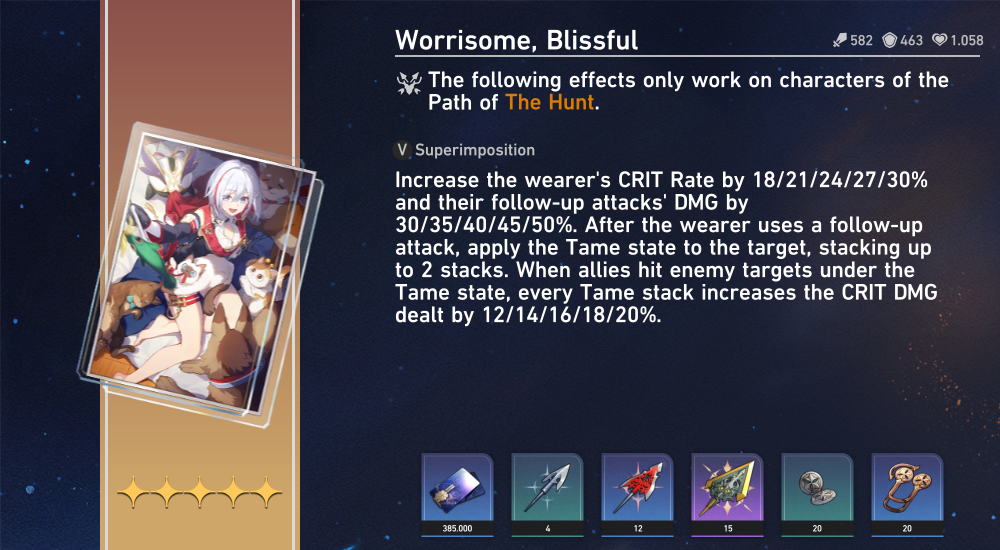 Worrisome, Blissful
582 463 1.058
The following effects only work on characters of the
Path of The Hunt.
V Superimposition
Increase the wearer's CRIT Rate by 18/21/24/27/30%
and their follow-up attacks' DMG by
30/35/40/45/50%. After the wearer uses a follow-up
attack, apply the Tame state to the target, stacking up
to 2 stacks. When allies hit enemy targets under the
Tame state, every Tame stack increases the CRIT DMG
dealt by 12/14/16/18/20%.
385.000 4 12 15 20 20